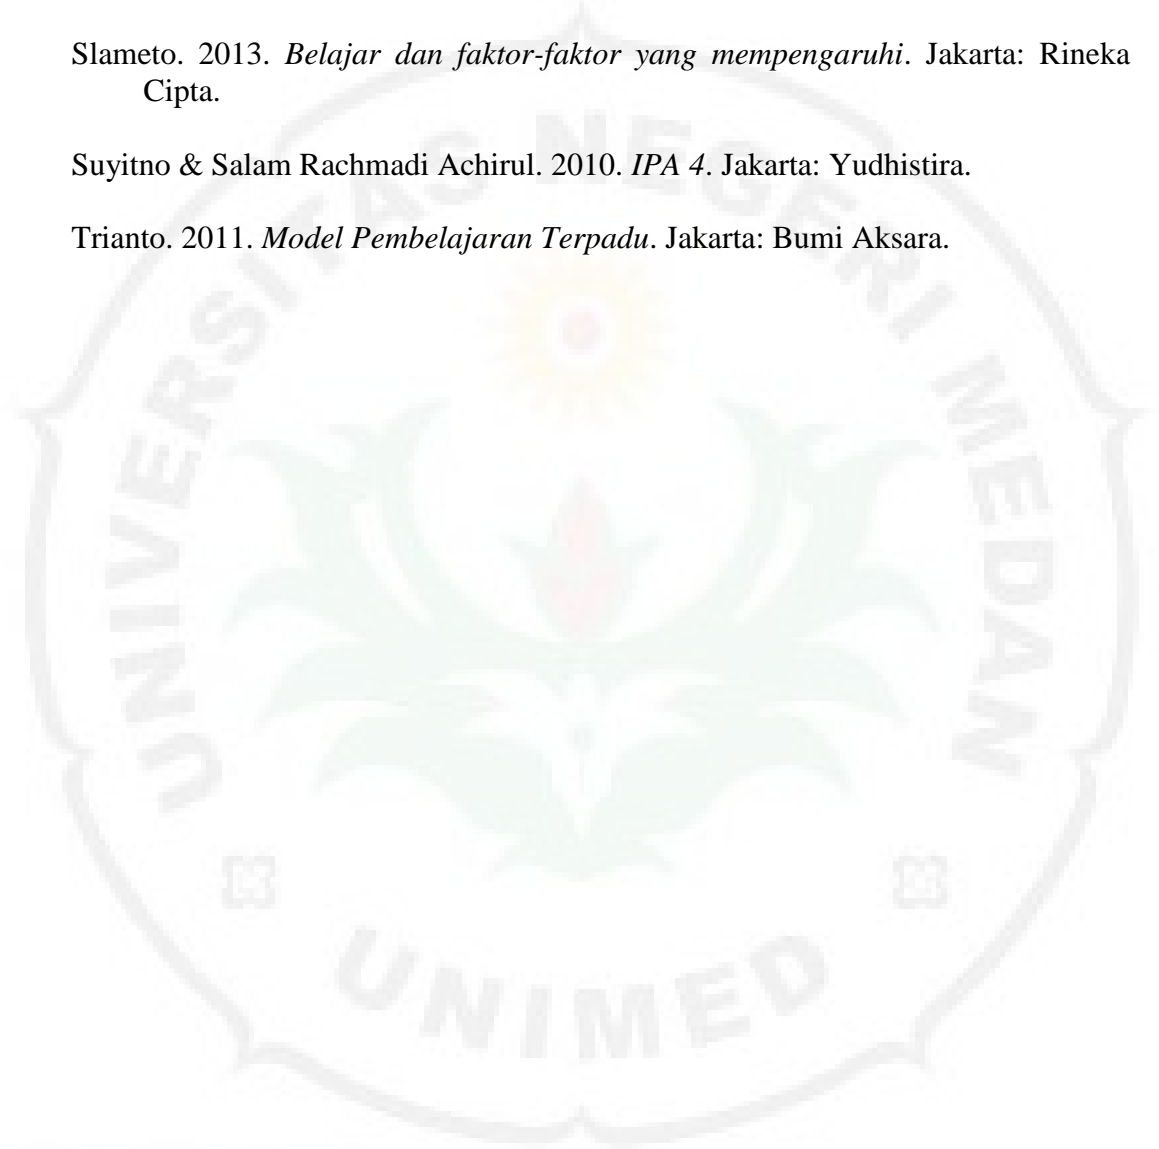 Slameto. 2013. Belajar dan faktor-faktor yang mempengaruhi. Jakarta: Rineka
Cipta.
Suyitno & Salam Rachmadi Achirul. 2010. IPA 4. Jakarta: Yudhistira.
Trianto. 2011. Model Pembelajaran Terpadu. Jakarta: Bumi Aksara.
UNIVERSITAS NEGERI MEDAN
UNIMED